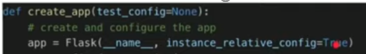 def create_app(test_config=None):
# create and configure the app
app = Flask(__name__, instance_relative_config=True)